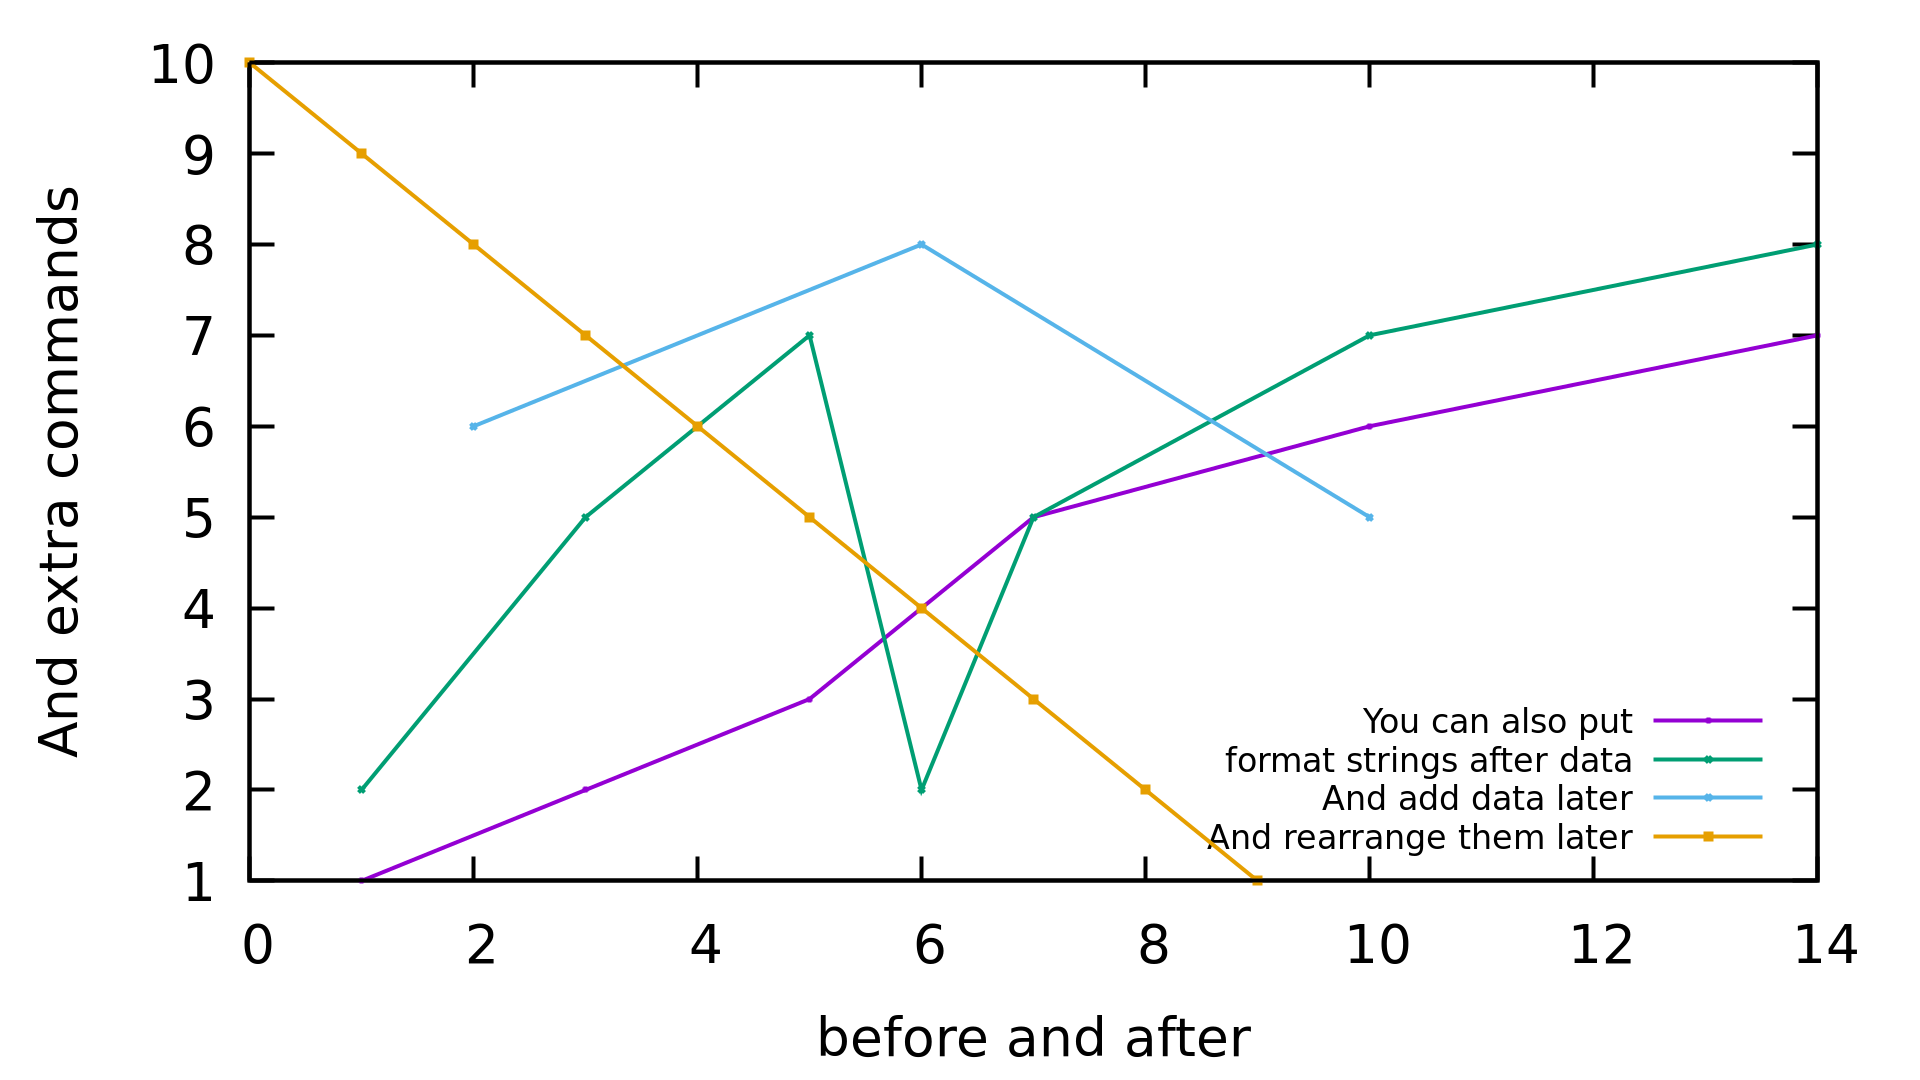 10
9
8
7
6
5
4
3
2
1
And extra commands
You can also put
format strings after data
And add data later
And rearrange them later
0 2 4 6 8 10 12 14
before and after